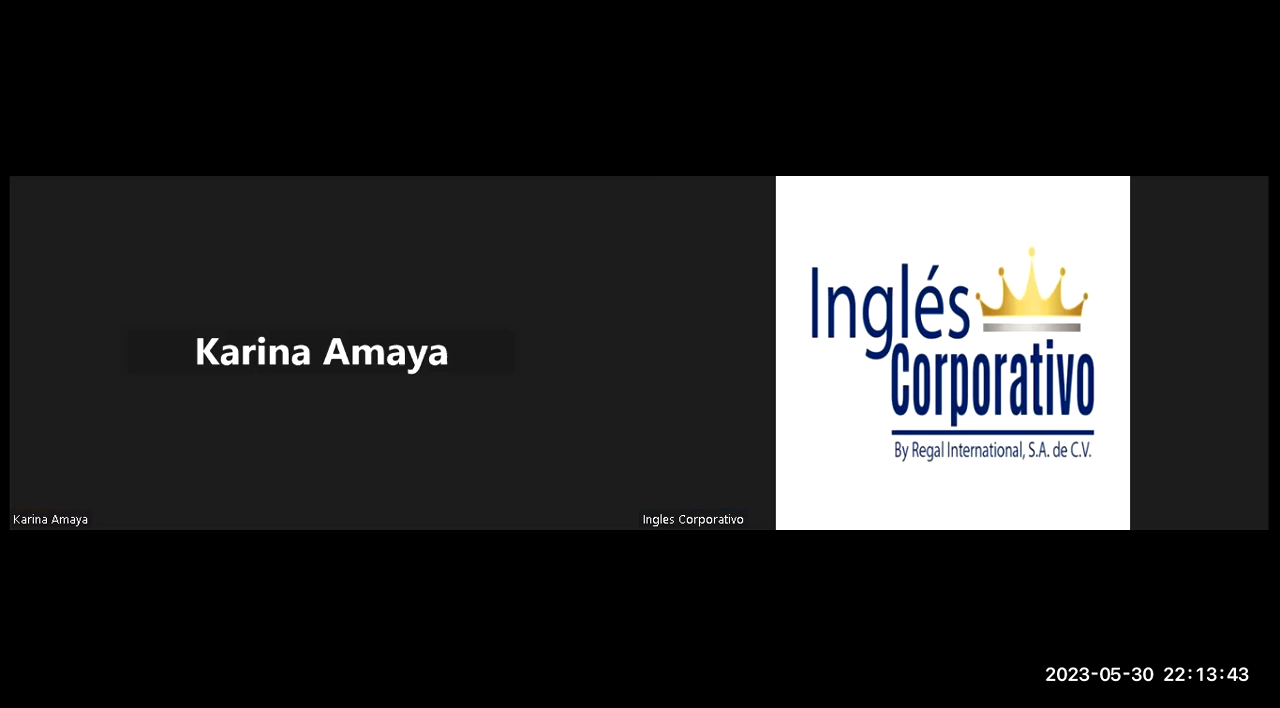 Karina Amaya
Karina Amaya
Ingles Corporativo
Inglés
Corporativo
By Regal International, S.A. de C.V.
2023-05-30 22:13:43